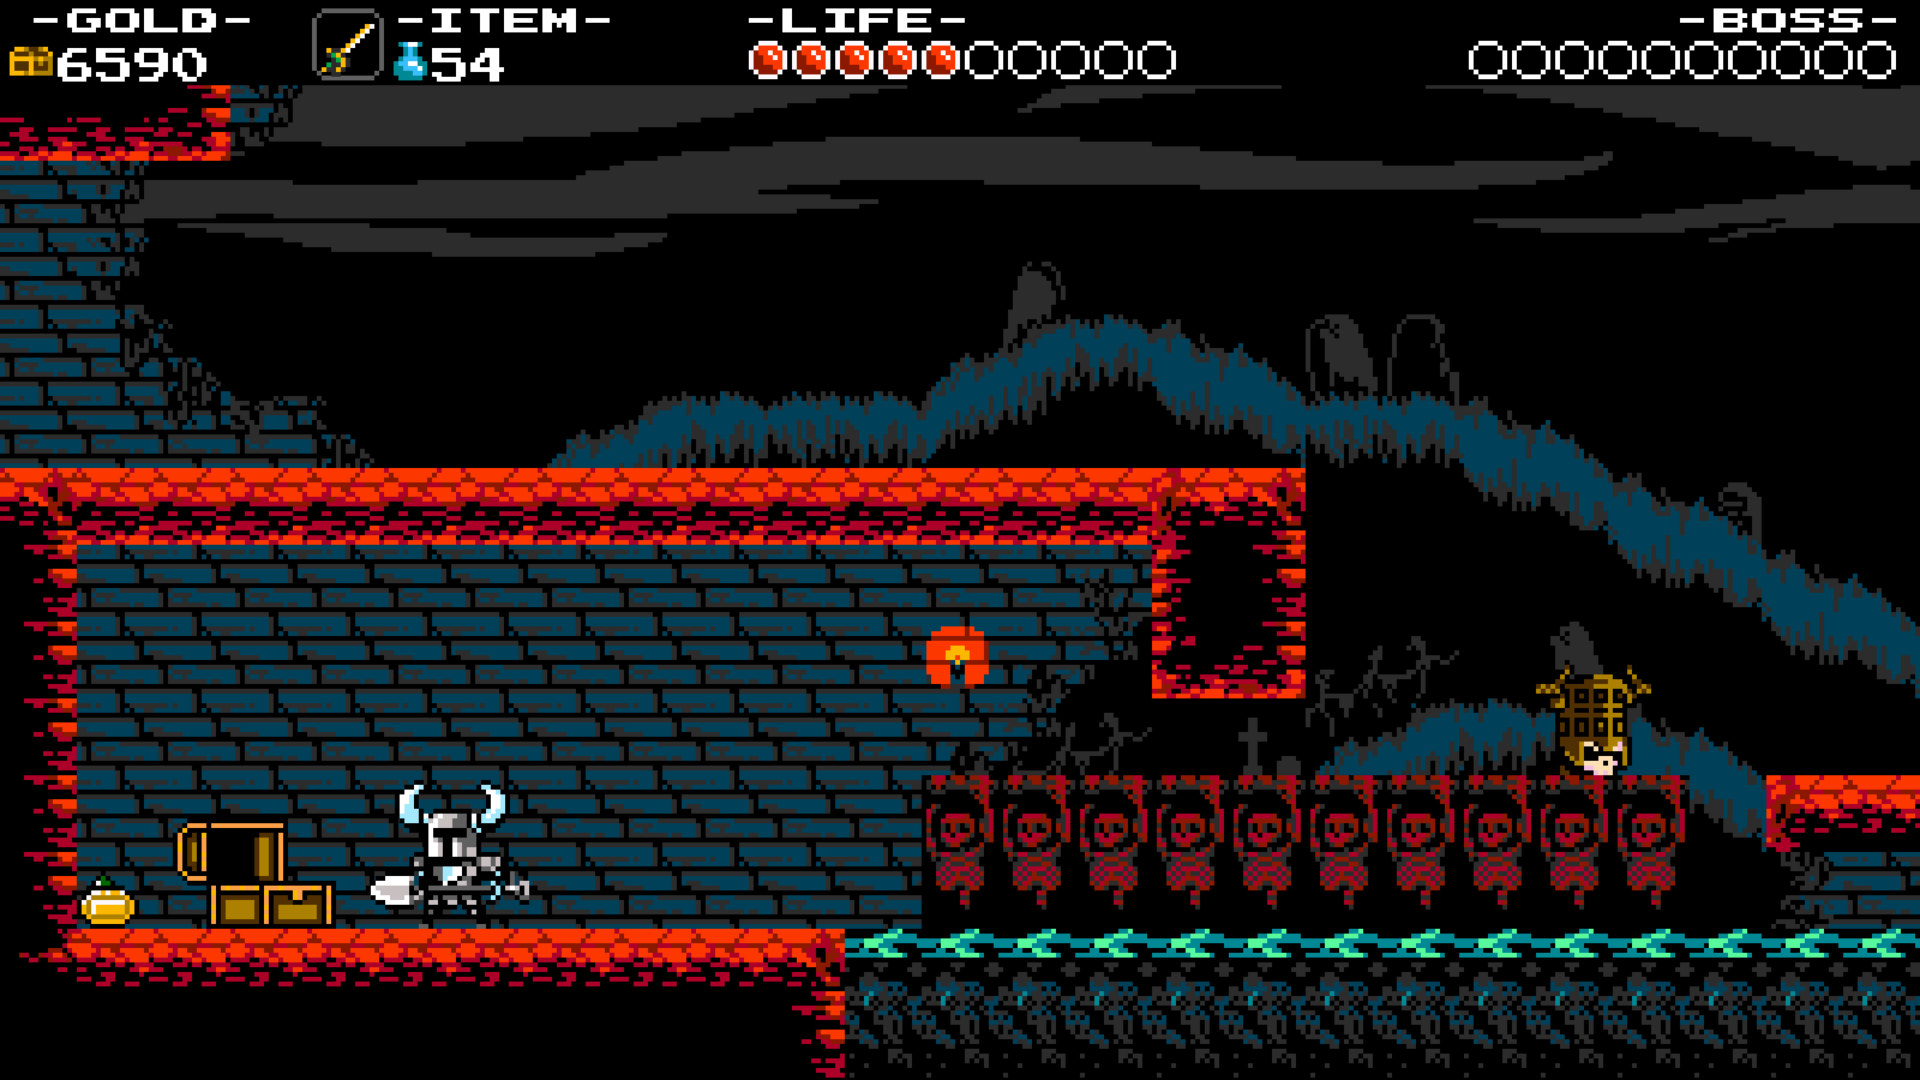 -GOLD-
6590
-ITEM-
54
-LIFE-
-BOSS-